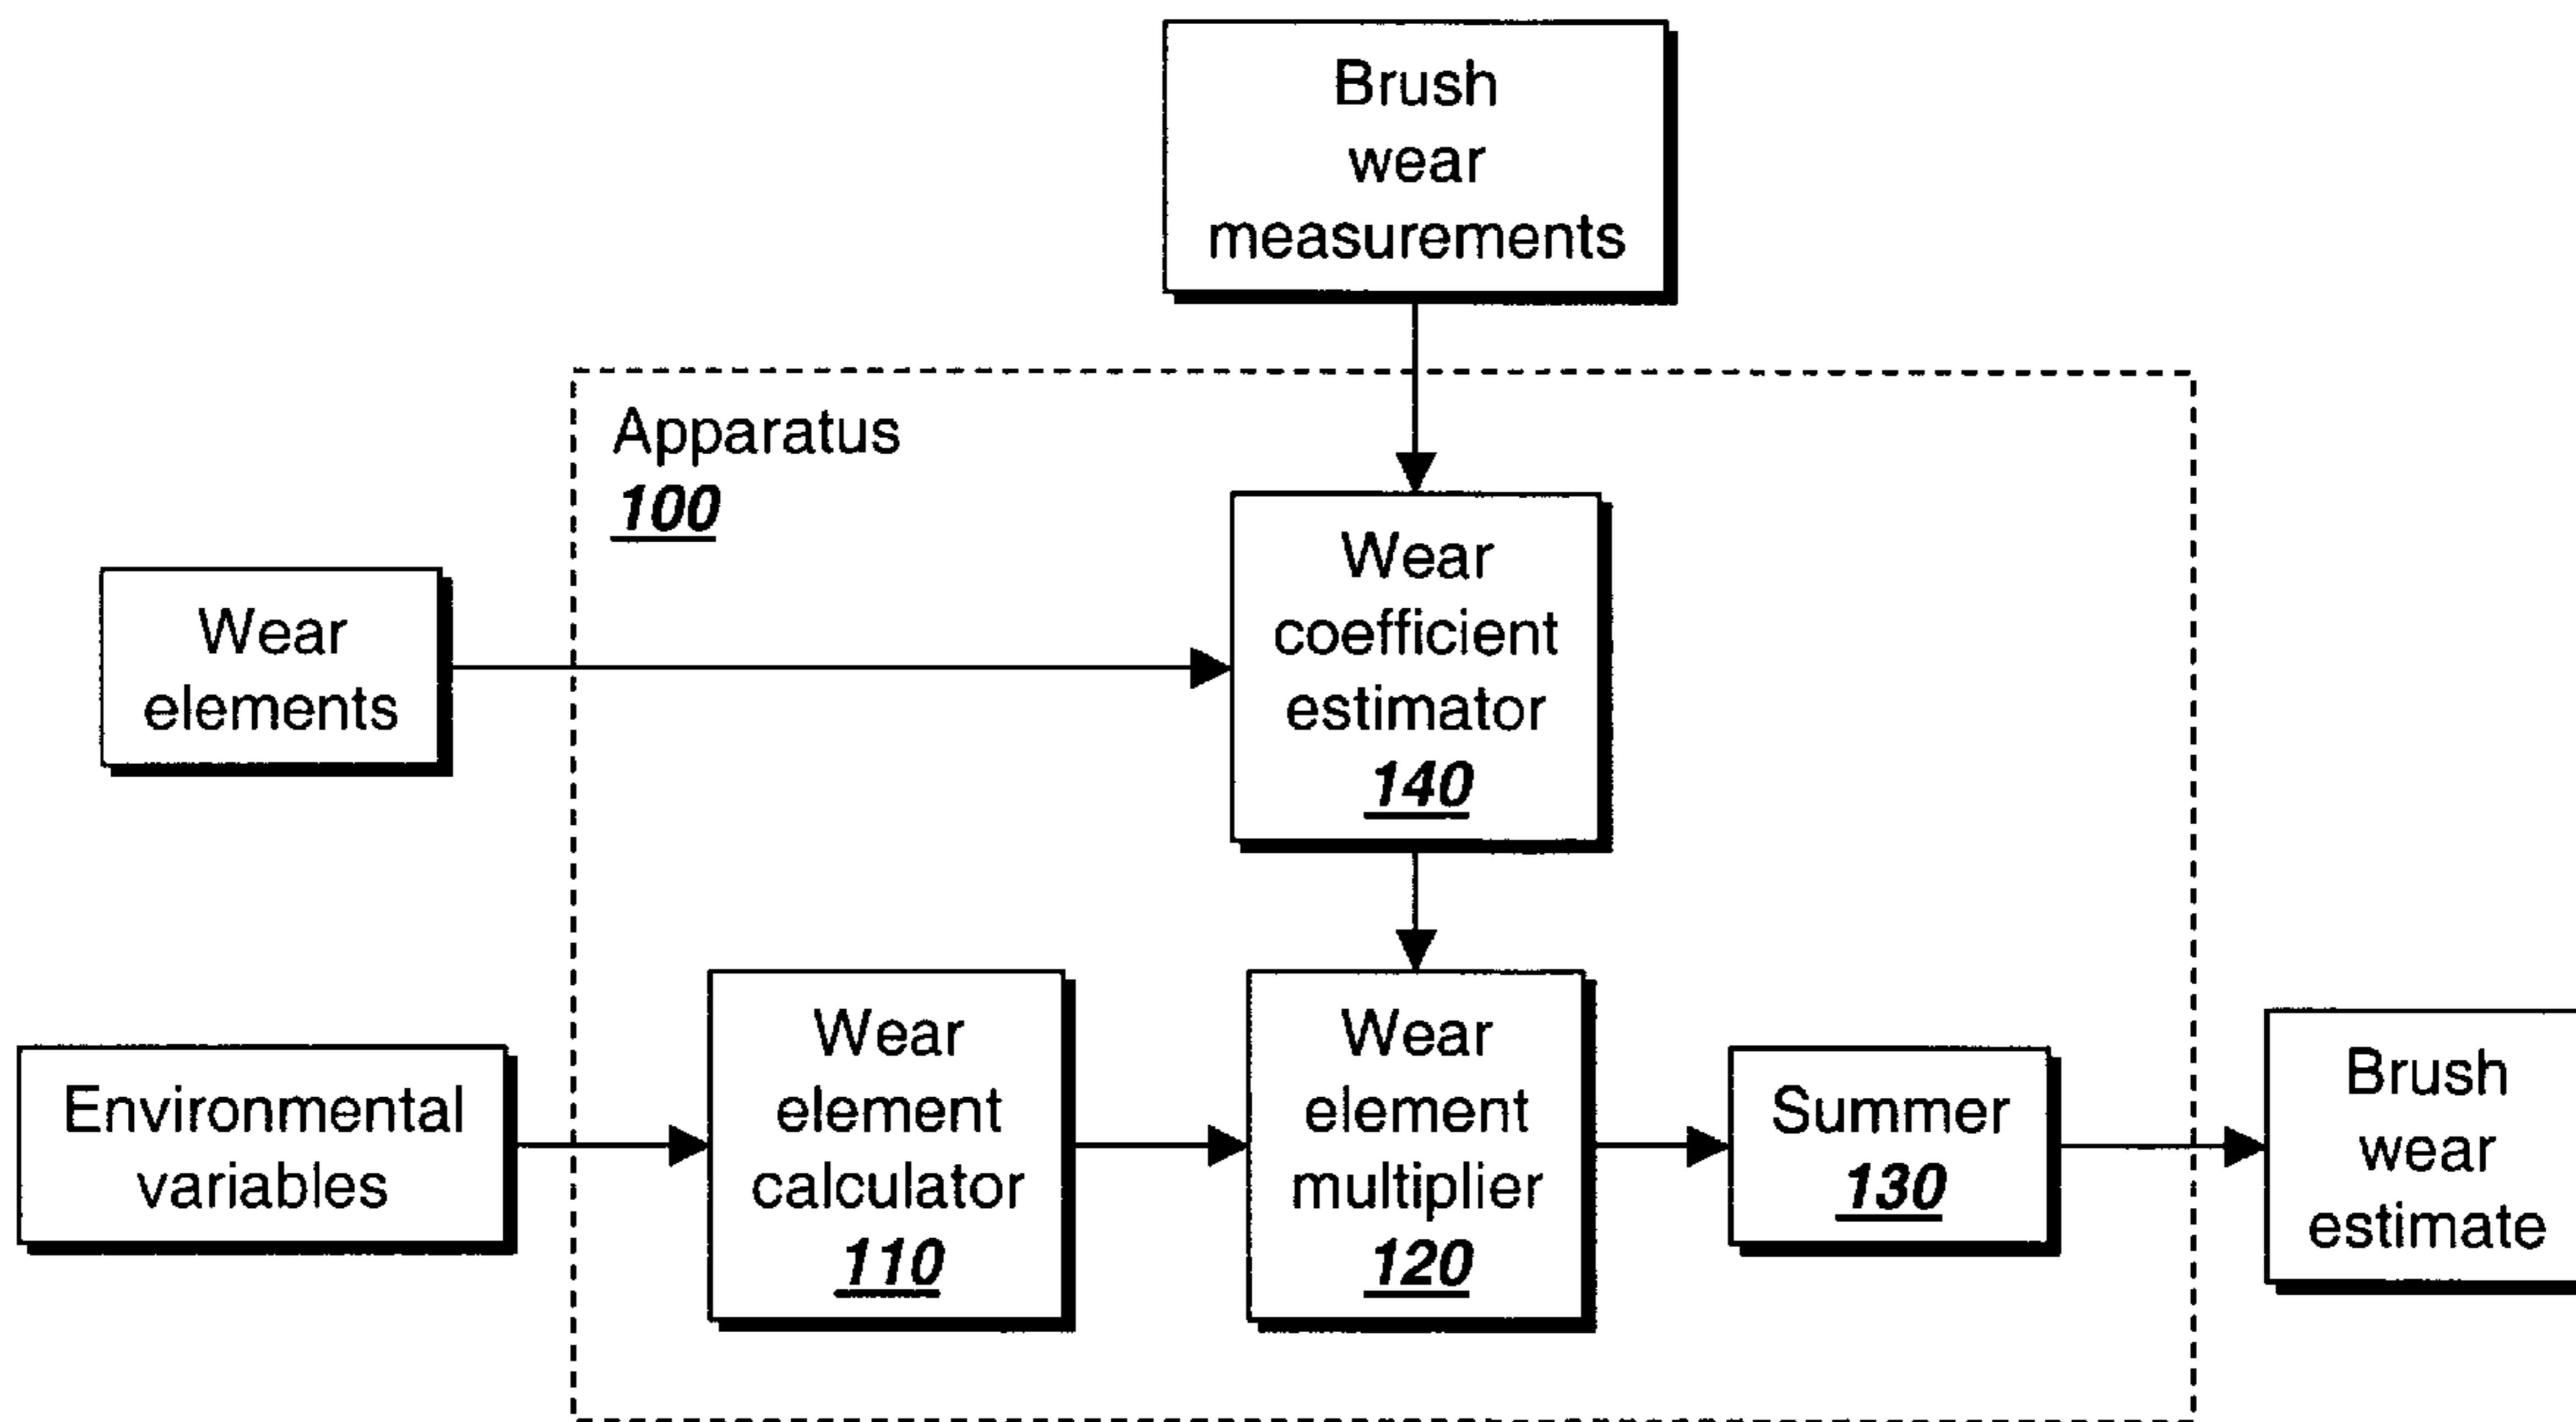 Brush
wear
measurements
Apparatus
100
Wear
elements
Wear
coefficient
estimator
140
Environmental
variables
Wear
element
calculator
110
Wear
element
multiplier
120
Summer
130
Brush
wear
estimate